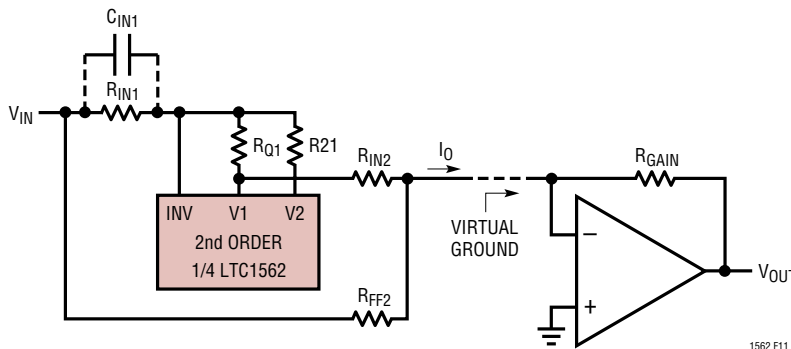 CIN1
RIN1
VIN
RQ1
R21
RIN2
IO
RGAIN
INV V1 V2
2nd ORDER
1/4 LTC1562
VIRTUAL
GROUND
−
+
VOUT
RFF2
1562 F11